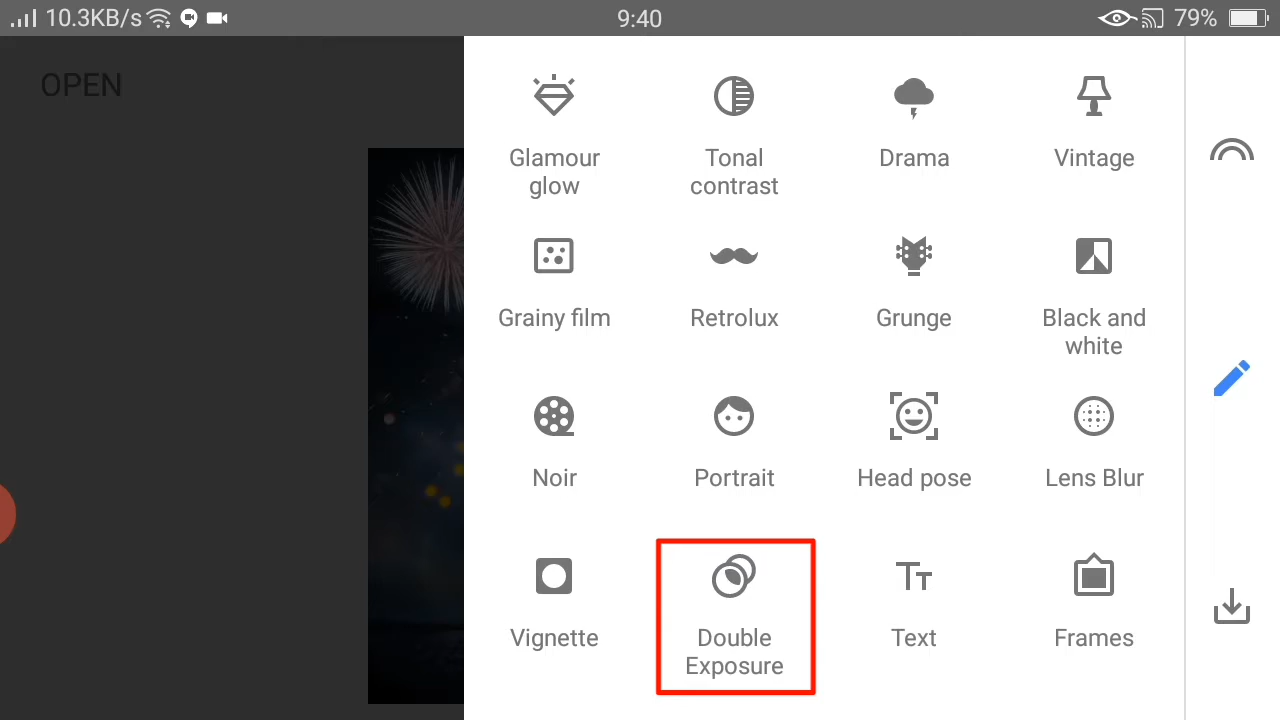 10.3KB/s
9:40
79%
OPEN
Glamour
glow
Tonal
contrast
Drama
Vintage
Grainy film
Retrolux
Grunge
Black and
white
Noir
Portrait
Head pose
Lens Blur
Vignette
Double
Exposure
Text
Frames